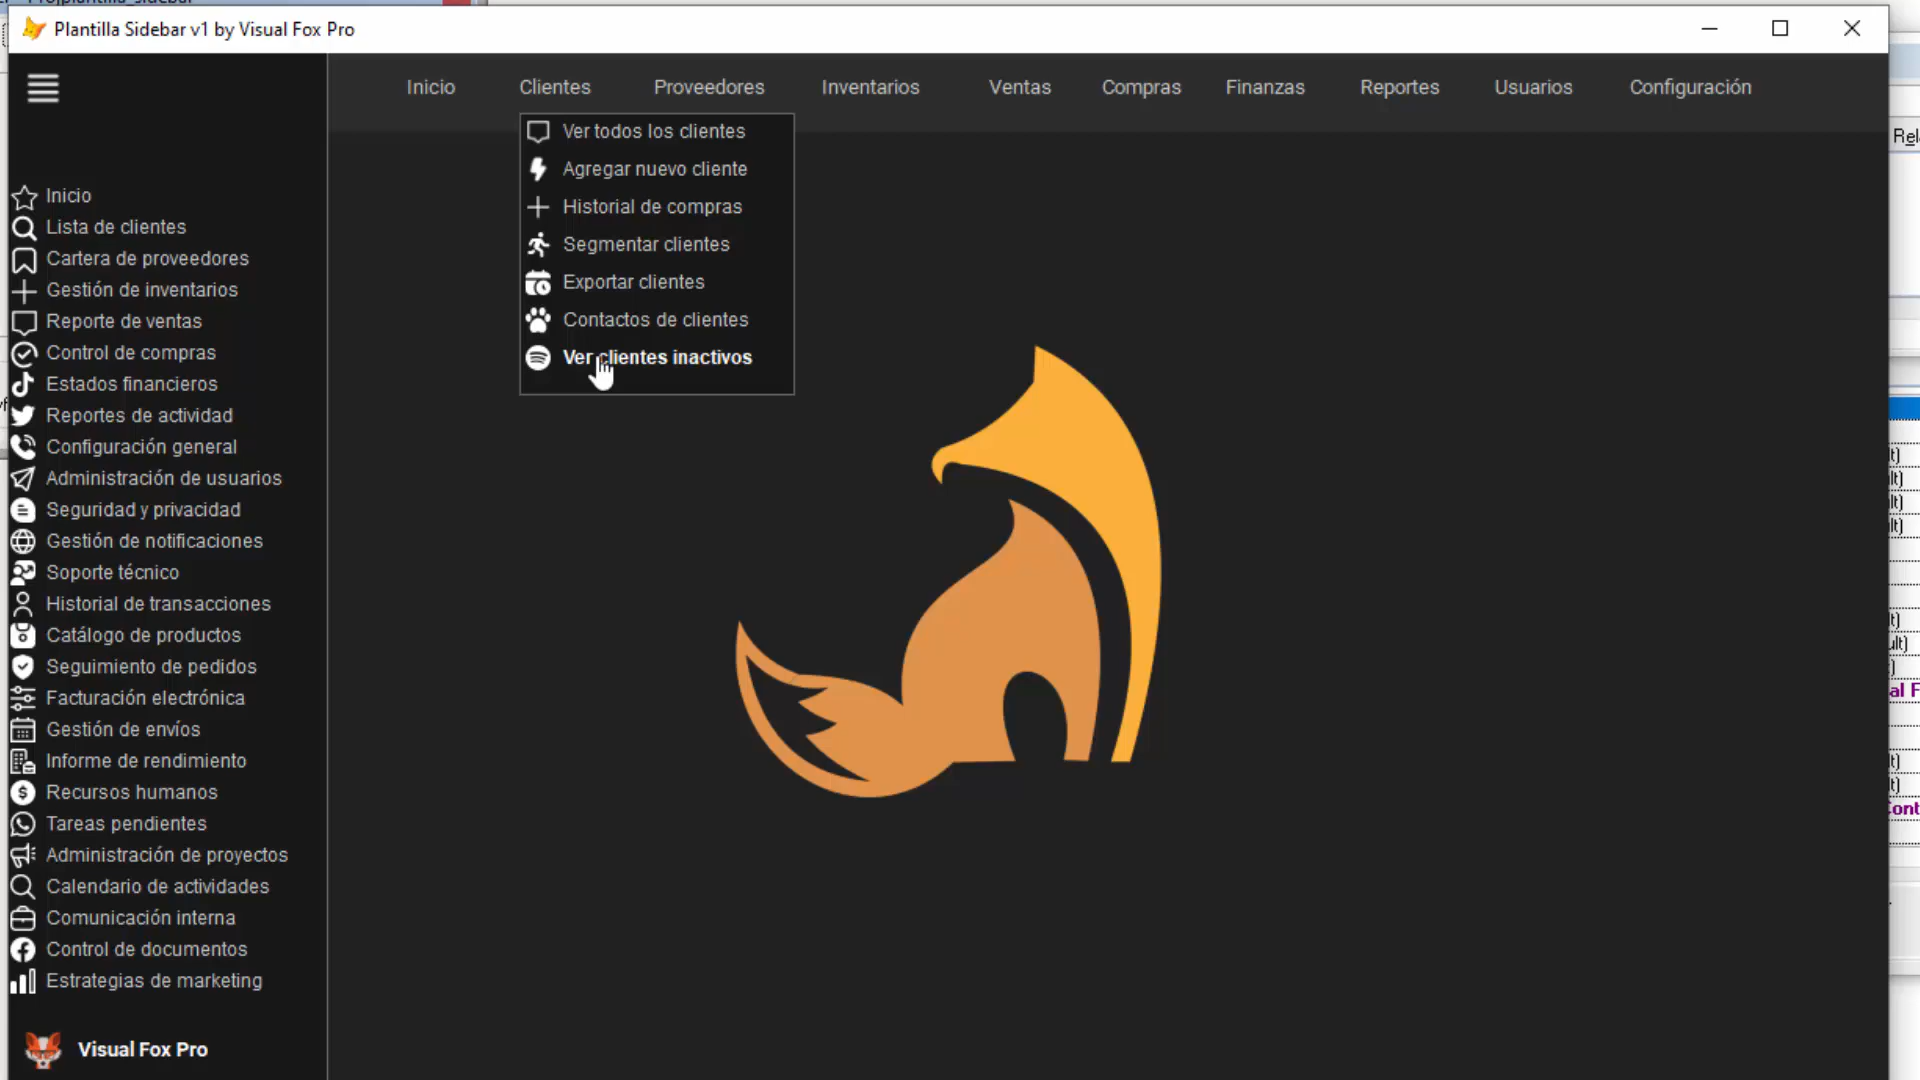 plantilla_sidebar
Plantilla Sidebar v1 by Visual Fox Pro
Inicio
Clientes
Proveedores
Inventarios
Ventas
Compras
Finanzas
Reportes
Usuarios
Configuración
Ver todos los clientes
Agregar nuevo cliente
Historial de compras
Segmentar clientes
Exportar clientes
Contactos de clientes
Ver clientes inactivos
Inicio
Lista de clientes
Cartera de proveedores
Gestión de inventarios
Reporte de ventas
Control de compras
Estados financieros
Reportes de actividad
Configuración general
Administración de usuarios
Seguridad y privacidad
Gestión de notificaciones
Soporte técnico
Historial de transacciones
Catálogo de productos
Seguimiento de pedidos
Facturación electrónica
Gestión de envíos
Informe de rendimiento
Recursos humanos
Tareas pendientes
Administración de proyectos
Calendario de actividades
Comunicación interna
Control de documentos
Estrategias de marketing
Visual Fox Pro